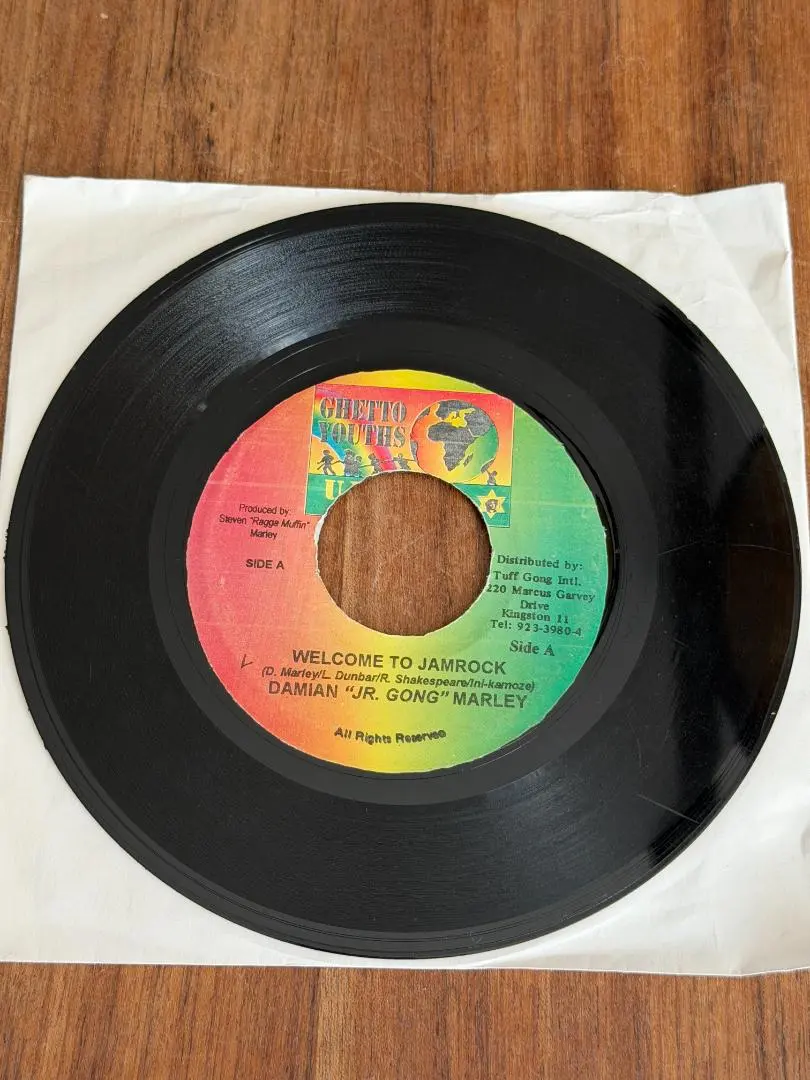 GHETTO
YOUTHS
U
Produced by:
Steven "Ragga Muffin"
Marley
SIDE A
Distributed by:
Tuff Gong Intl.
220 Marcus Garvey
Drive
Kingston 11
Tel: 923-3980-4
Side A
WELCOME TO JAMROCK
(D. Marley/L. Dunbar/R. Shakespeare/Ini-kamoze)
DAMIAN "JR. GONG" MARLEY
All Rights Reserved